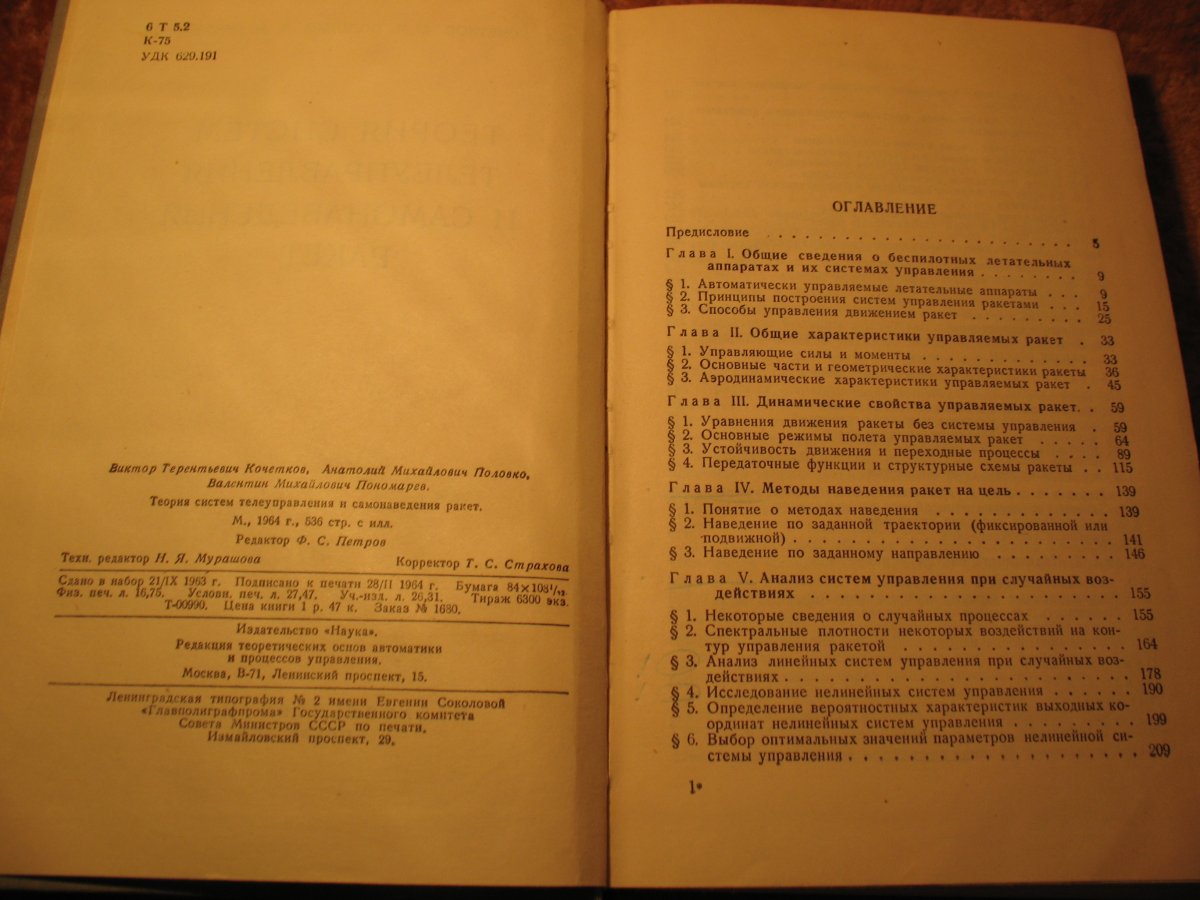 6 Т 5.2
К-75
УДК 629.191
Виктор Терентьевич Кочетков, Анатолий Михайлович Половко,
Валентин Михайлович Пономарев.
Теория систем телеуправления и самонаведения ракет.
М., 1964 г., 536 стр. с илл.
Редактор Ф. С. Петров
Техн. редактор Н. Я. Мурашова Корректор Т. С. Страхова
Сдано в набор 21/IX 1963 г. Подписано к печати 28/II 1964 г. Бумага 84×108¹/₃₂.
Физ. печ. л. 16,75. Условн. печ. л. 27,47. Уч.-изд. л. 26,31. Тираж 6300 экз.
Т-00990. Цена книги 1 р. 47 к. Заказ № 1680.
Издательство «Наука».
Редакция теоретических основ автоматики
и процессов управления.
Москва, В-71, Ленинский проспект, 15.
Ленинградская типография № 2 имени Евгении Соколовой
«Главполиграфпрома» Государственного комитета
Совета Министров СССР по печати.
Измайловский проспект, 29.
ОГЛАВЛЕНИЕ
Предисловие . . . . . . . . . . . . . . . . . . . . . . . 5
Глава I. Общие сведения о беспилотных летательных
аппаратах и их системах управления . . . . . . . . 9
§ 1. Автоматически управляемые летательные аппараты . . . 9
§ 2. Принципы построения систем управления ракетами . . . 15
§ 3. Способы управления движением ракет . . . . . . . . . 25
Глава II. Общие характеристики управляемых ракет . 33
§ 1. Управляющие силы и моменты . . . . . . . . . . . . . 33
§ 2. Основные части и геометрические характеристики ракеты 36
§ 3. Аэродинамические характеристики управляемых ракет . 45
Глава III. Динамические свойства управляемых ракет. . 59
§ 1. Уравнения движения ракеты без системы управления . 59
§ 2. Основные режимы полета управляемых ракет . . . . . 64
§ 3. Устойчивость движения и переходные процессы . . . . 89
§ 4. Передаточные функции и структурные схемы ракеты . . 115
Глава IV. Методы наведения ракет на цель . . . . . . . 139
§ 1. Понятие о методах наведения . . . . . . . . . . . . . 139
§ 2. Наведение по заданной траектории (фиксированной или
подвижной) . . . . . . . . . . . . . . . . . . . . . . . 141
§ 3. Наведение по заданному направлению . . . . . . . . . 146
Глава V. Анализ систем управления при случайных воз-
действиях . . . . . . . . . . . . . . . . . . . . . . . 155
§ 1. Некоторые сведения о случайных процессах . . . . . . 155
§ 2. Спектральные плотности некоторых воздействий на кон-
тур управления ракетой . . . . . . . . . . . . . . . . 164
§ 3. Анализ линейных систем управления при случайных воз-
действиях . . . . . . . . . . . . . . . . . . . . . . . 178
§ 4. Исследование нелинейных систем управления . . . . . . 190
§ 5. Определение вероятностных характеристик выходных ко-
ординат нелинейных систем управления . . . . . . . . . 199
§ 6. Выбор оптимальных значений параметров нелинейной си-
стемы управления . . . . . . . . . . . . . . . . . . . . 209
1*